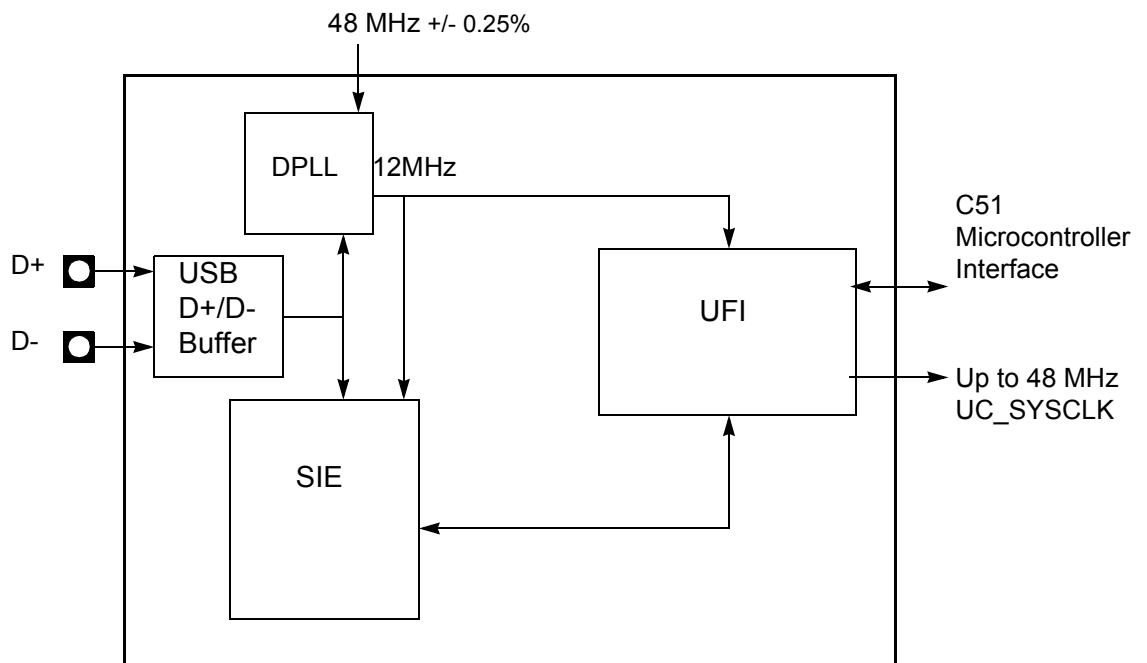 48 MHz +/- 0.25%
DPLL
12MHz
C51
Microcontroller
Interface
D+
USB
D+/D-
Buffer
D-
UFI
Up to 48 MHz
UC_SYSCLK
SIE